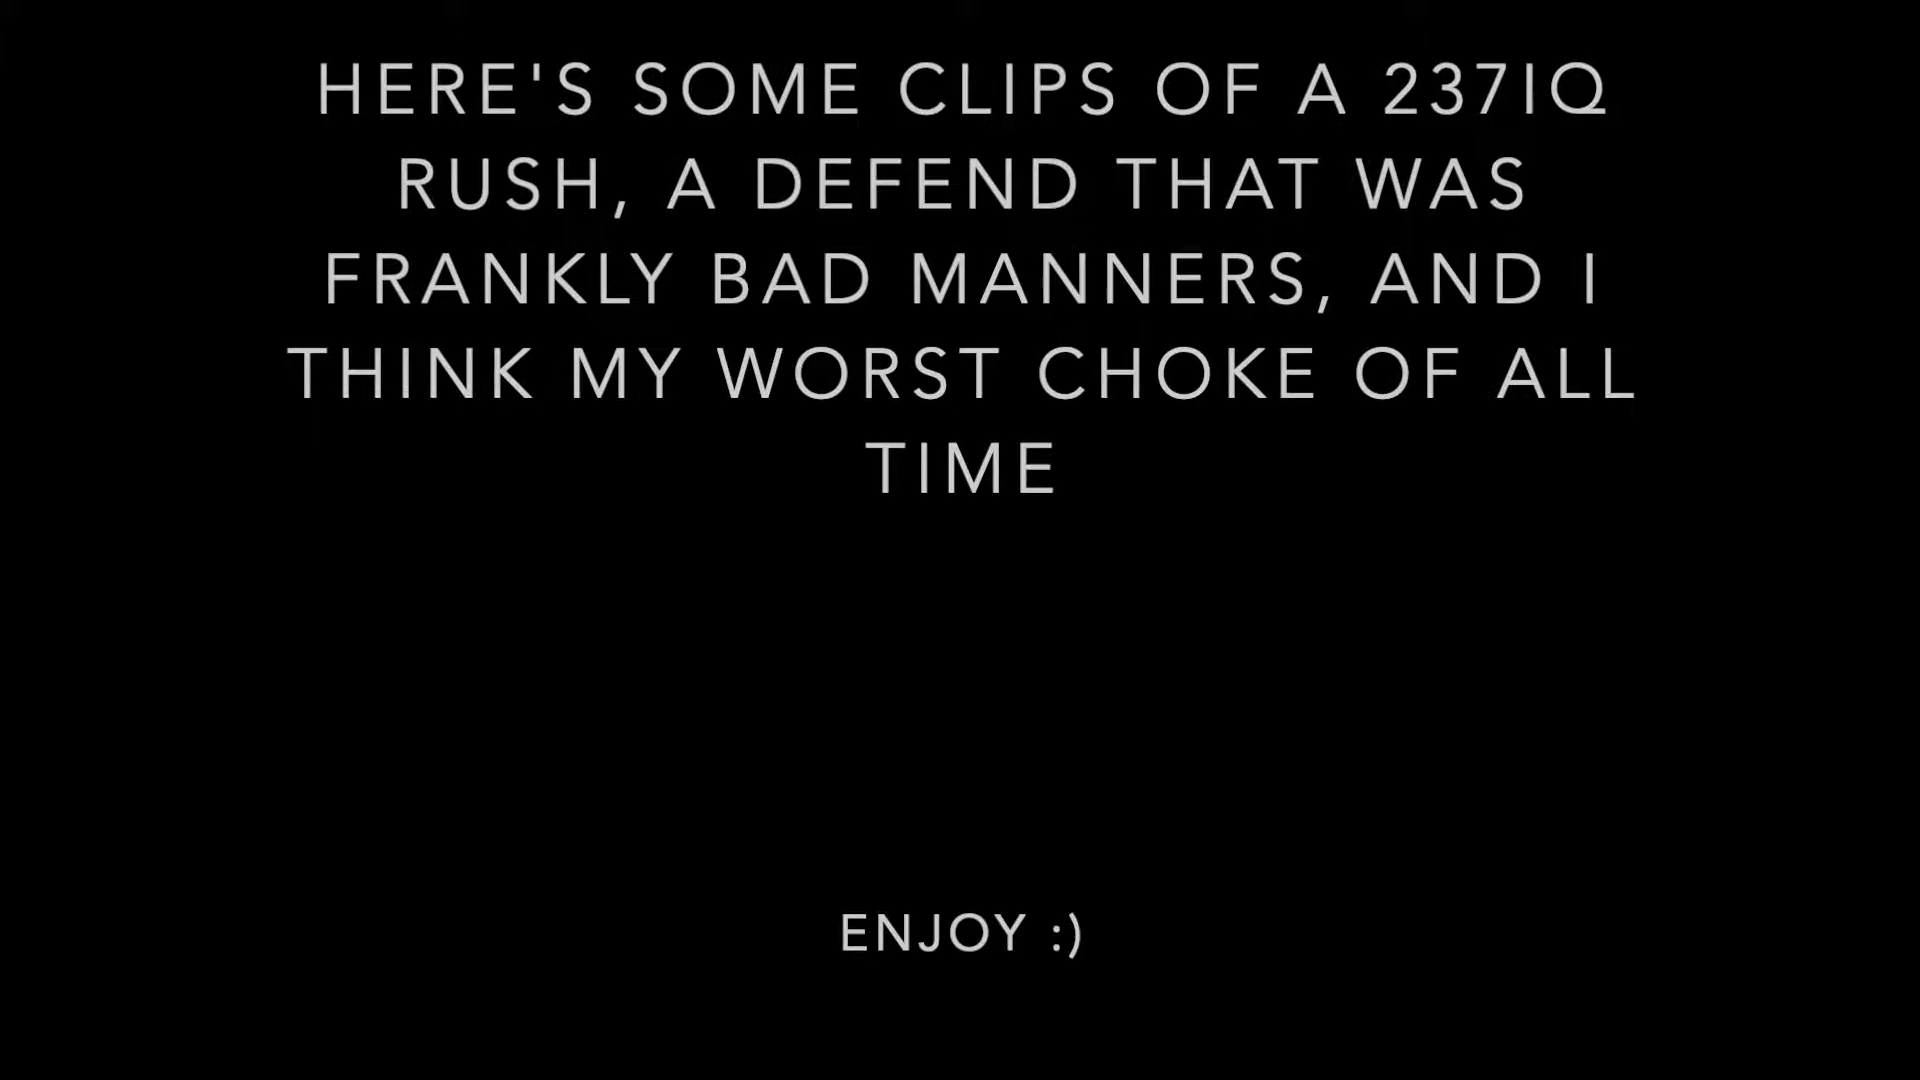 HERE'S SOME CLIPS OF A 237IQ
RUSH, A DEFEND THAT WAS
FRANKLY BAD MANNERS, AND I
THINK MY WORST CHOKE OF ALL
TIME
ENJOY :)